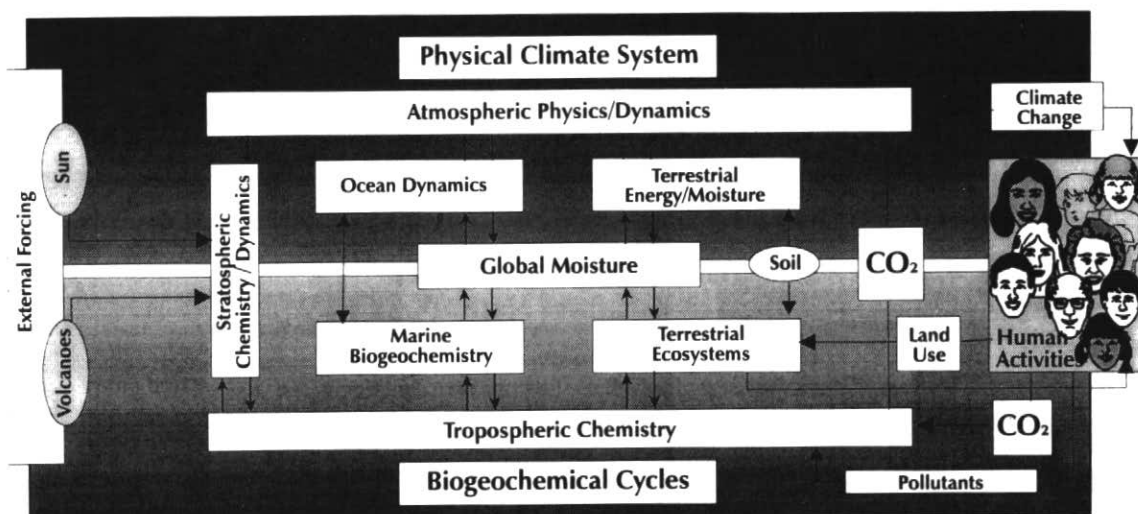 Physical Climate System
Atmospheric Physics/Dynamics
Climate
Change
External Forcing
Sun
Volcanoes
Stratospheric
Chemistry / Dynamics
Ocean Dynamics
Terrestrial
Energy/Moisture
Global Moisture
Soil
CO₂
Marine
Biogeochemistry
Terrestrial
Ecosystems
Land
Use
Human
Activities
Tropospheric Chemistry
CO₂
Biogeochemical Cycles
Pollutants